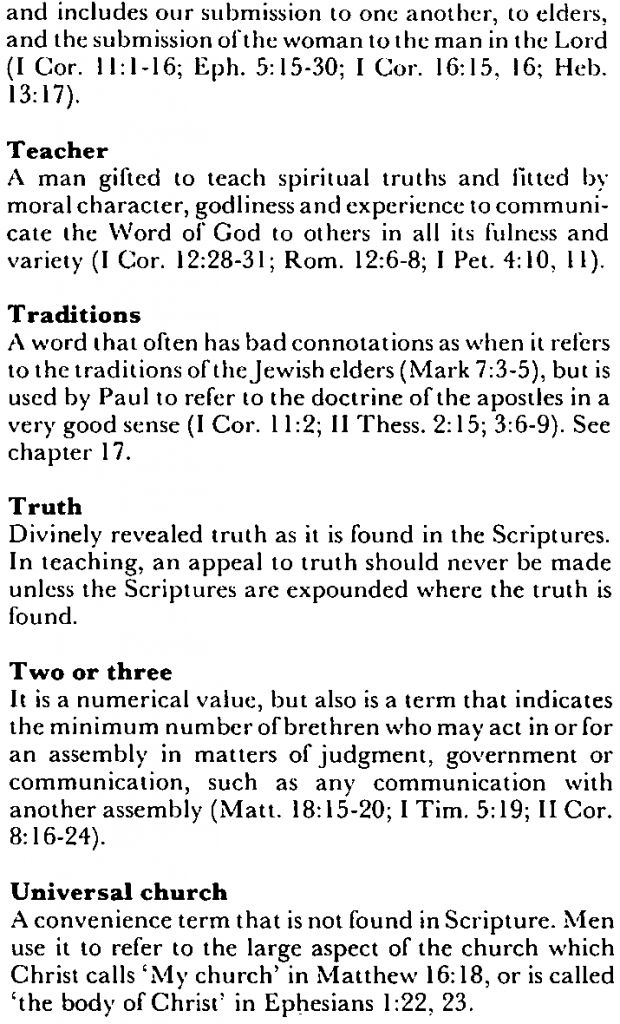 and includes our submission to one another, to elders,
and the submission of the woman to the man in the Lord
(I Cor. 11:1-16; Eph. 5:15-30; I Cor. 16:15, 16; Heb.
13:17).
Teacher
A man gifted to teach spiritual truths and fitted by
moral character, godliness and experience to communi-
cate the Word of God to others in all its fulness and
variety (I Cor. 12:28-31; Rom. 12:6-8; I Pet. 4:10, 11).
Traditions
A word that often has bad connotations as when it refers
to the traditions of the Jewish elders (Mark 7:3-5), but is
used by Paul to refer to the doctrine of the apostles in a
very good sense (I Cor. 11:2; II Thess. 2:15; 3:6-9). See
chapter 17.
Truth
Divinely revealed truth as it is found in the Scriptures.
In teaching, an appeal to truth should never be made
unless the Scriptures are expounded where the truth is
found.
Two or three
It is a numerical value, but also is a term that indicates
the minimum number of brethren who may act in or for
an assembly in matters of judgment, government or
communication, such as any communication with
another assembly (Matt. 18:15-20; I Tim. 5:19; II Cor.
8:16-24).
Universal church
A convenience term that is not found in Scripture. Men
use it to refer to the large aspect of the church which
Christ calls ‘My church’ in Matthew 16:18, or is called
‘the body of Christ’ in Ephesians 1:22, 23.